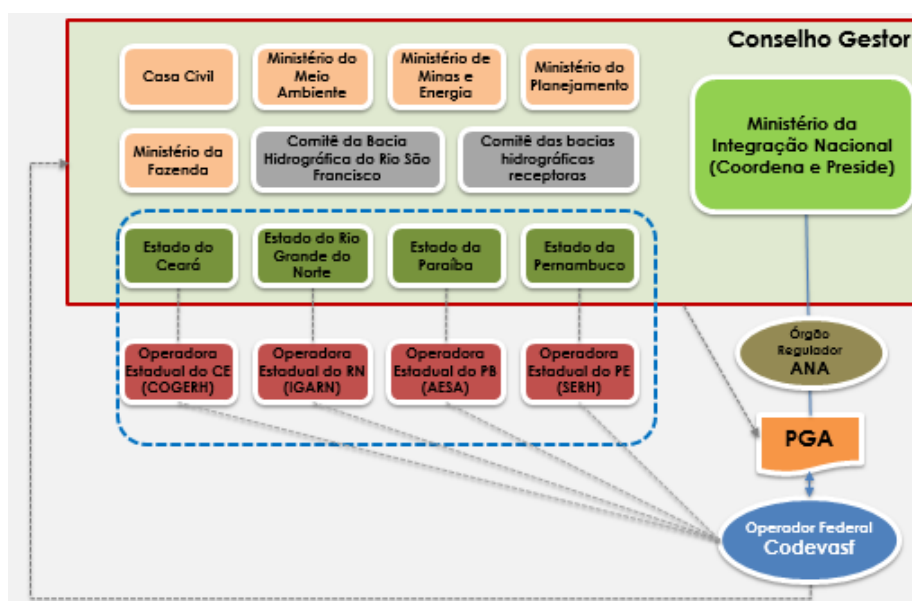 Conselho Gestor
Casa Civil
Ministério do
Meio
Ambiente
Ministério de
Minas e
Energia
Ministério do
Planejamento
Ministério da
Integração Nacional
(Coordena e Preside)
Ministério da
Fazenda
Comitê da Bacia
Hidrográfica do Rio São
Francisco
Comitê das bacias
hidrográficas
receptoras
Estado do
Ceará
Estado do Rio
Grande do
Norte
Estado da
Paraíba
Estado da
Pernambuco
Operadora
Estadual do CE
(COGERH)
Operadora
Estadual do RN
(IGARN)
Operadora
Estadual do PB
(AESA)
Operadora
Estadual do PE
(SERH)
Órgão
Regulador
ANA
PGA
Operador Federal
Codevasf